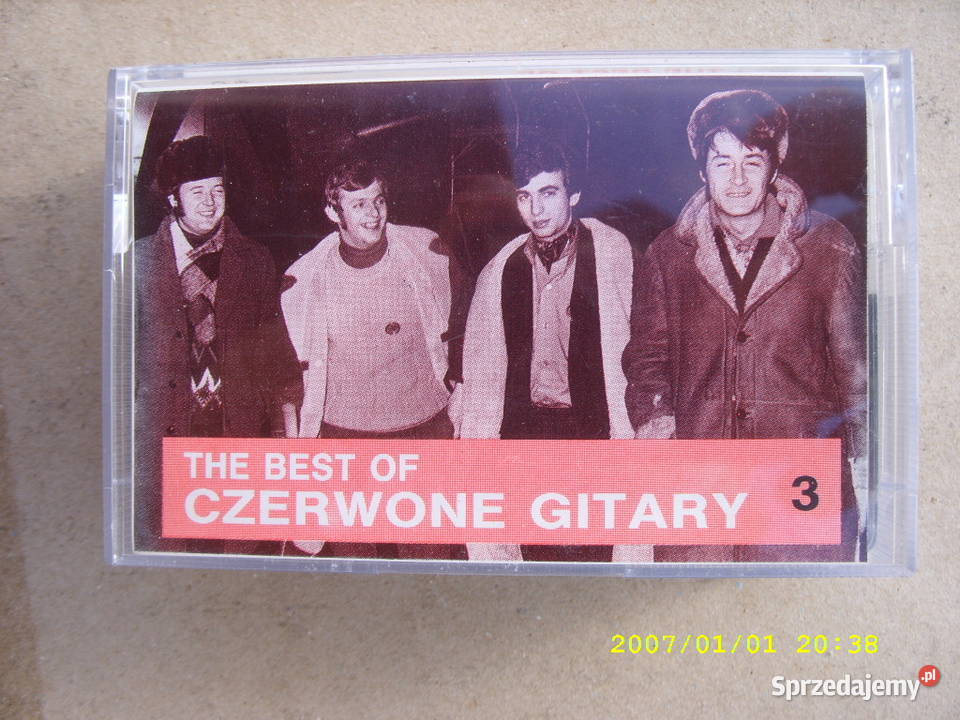 THE BEST OF
CZERWONE GITARY 3
2007/01/01 20:38
Sprzedajemy.pl